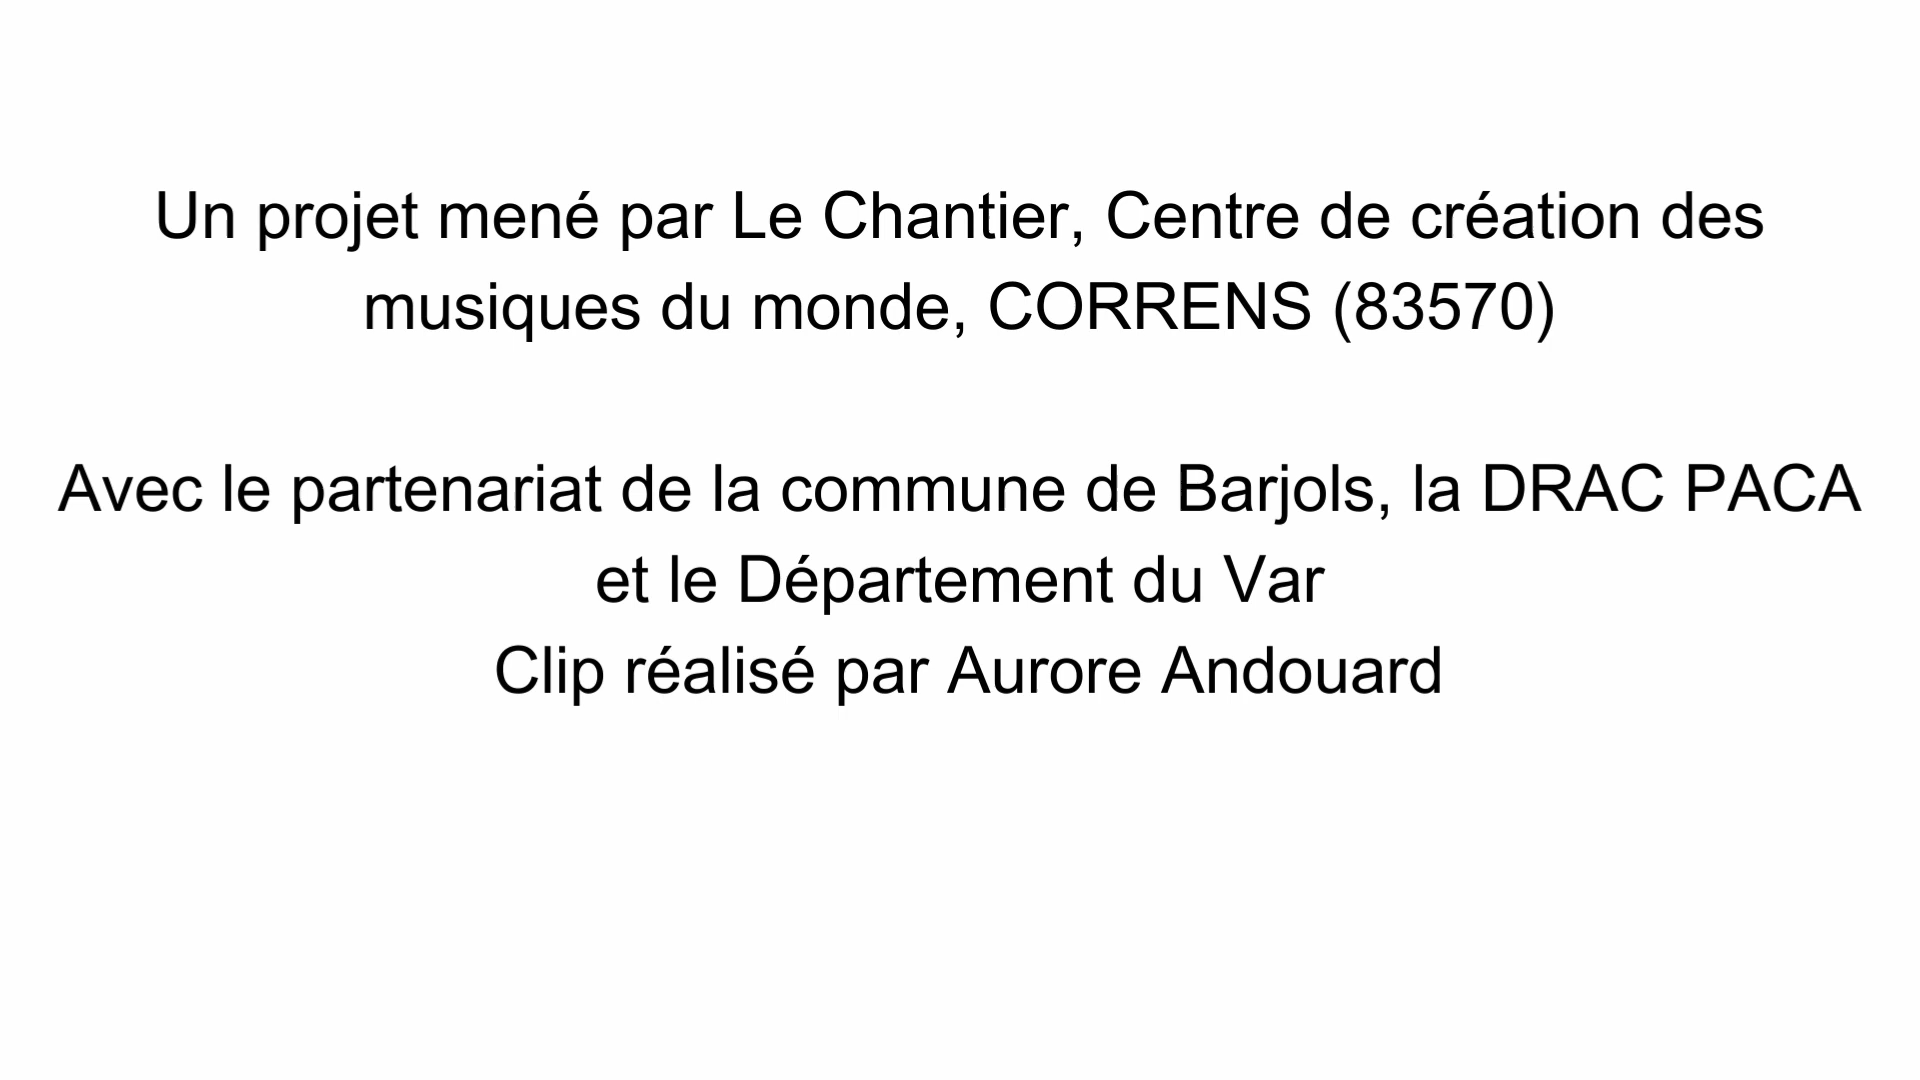 Un projet mené par Le Chantier, Centre de création des
musiques du monde, CORRENS (83570)
Avec le partenariat de la commune de Barjols, la DRAC PACA
et le Département du Var
Clip réalisé par Aurore Andouard